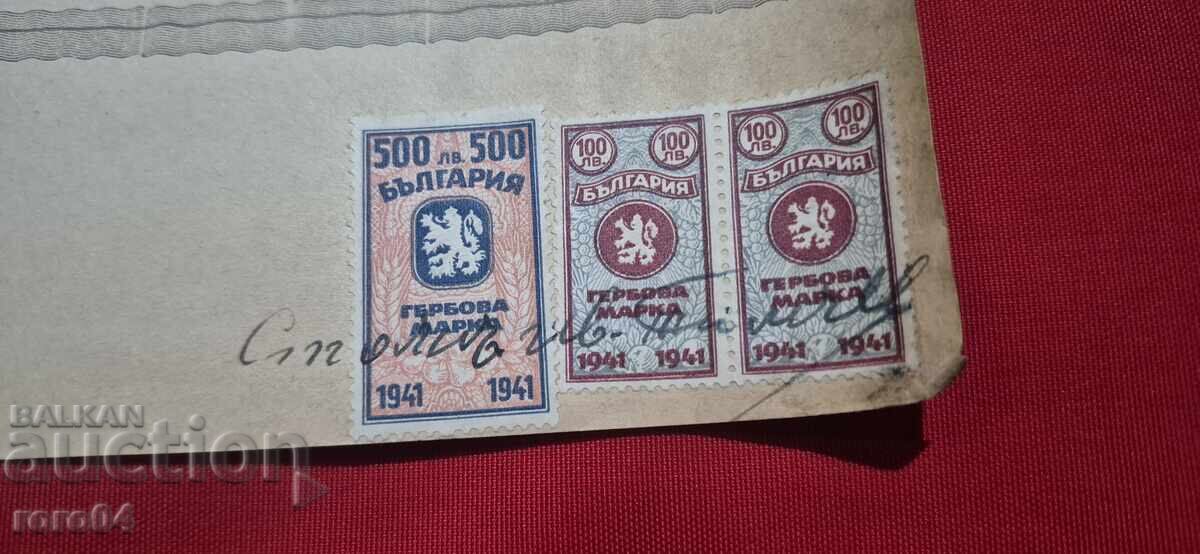 500 лв. 500
БЪЛГАРИЯ
ГЕРБОВА
МАРКА
1941 1941
100 ЛВ. 100 ЛВ.
БЪЛГАРИЯ
ГЕРБОВА
МАРКА
1941 1941
100 ЛВ. 100 ЛВ.
БЪЛГАРИЯ
ГЕРБОВА
МАРКА
1941 1941
BALKAN
auction
roro04